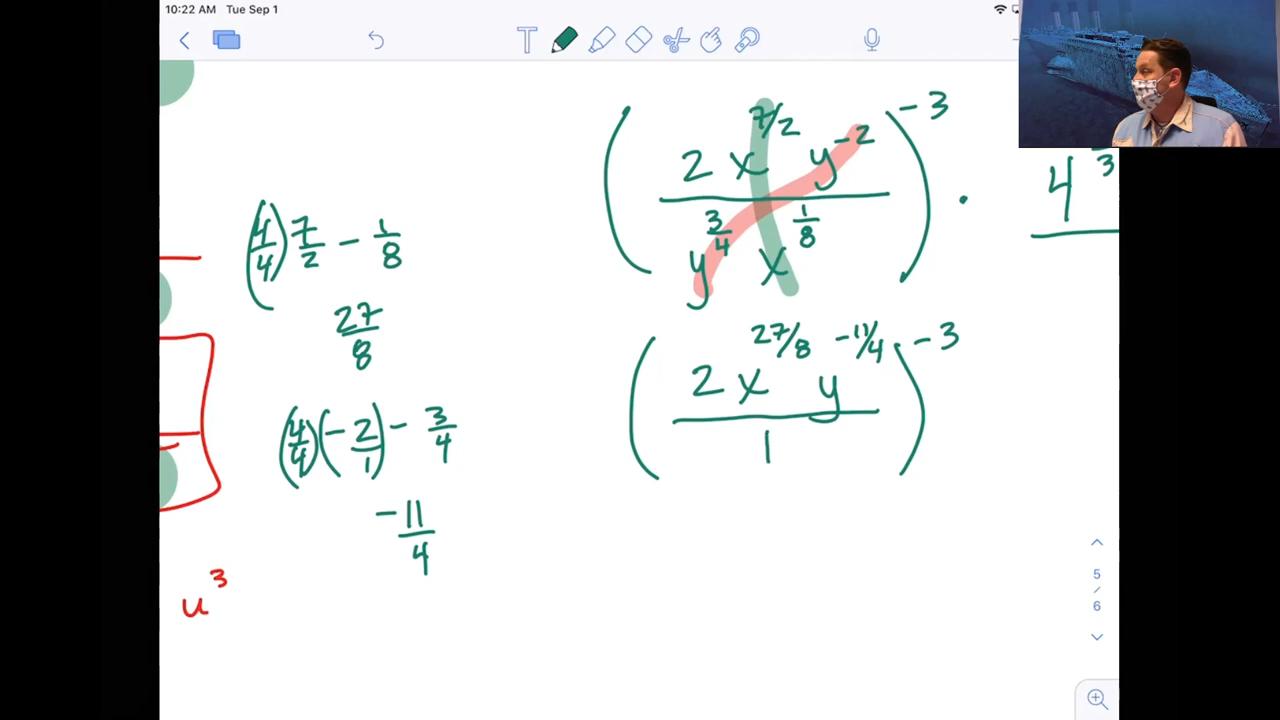 10:22 AM Tue Sep 1
T
(2x^{7/2} y^{-2} / y^{3/4} x^{1/8})^{-3} ·
4
3
(4/4) 7/2 - 1/8
27/8
(2x^{27/8} y^{-11/4} / 1)^{-3}
(4/4)(-2/1) - 3/4
-11/4
u^3
5
/
6